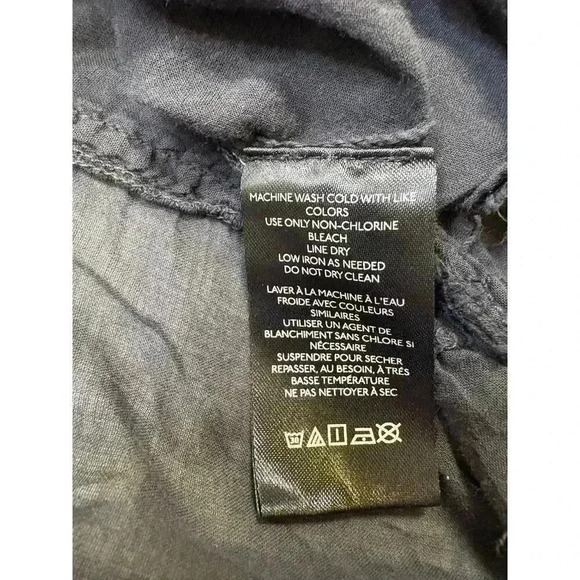 MACHINE WASH COLD WITH LIKE
COLORS
USE ONLY NON-CHLORINE
BLEACH
LINE DRY
LOW IRON AS NEEDED
DO NOT DRY CLEAN
LAVER À LA MACHINE À L'EAU
FROIDE AVEC COULEURS
SIMILAIRES
UTILISER UN AGENT DE
BLANCHIMENT SANS CHLORE SI
NÉCESSAIRE
SUSPENDRE POUR SECHER
REPASSER, AU BESOIN, À TRÉS
BASSE TEMPÉRATURE
NE PAS NETTOYER À SEC
30